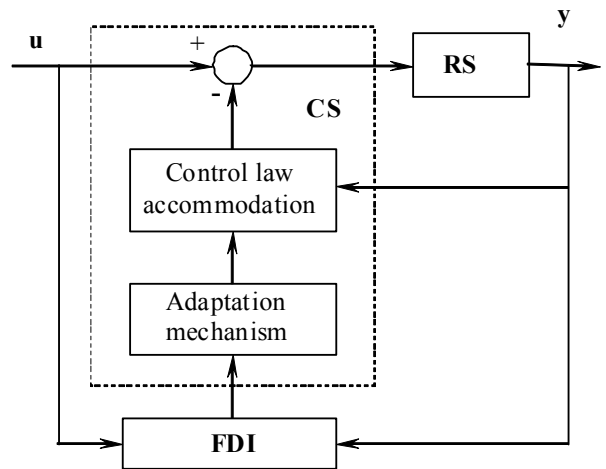 u
y
+
RS
-
CS
Control law
accommodation
Adaptation
mechanism
FDI